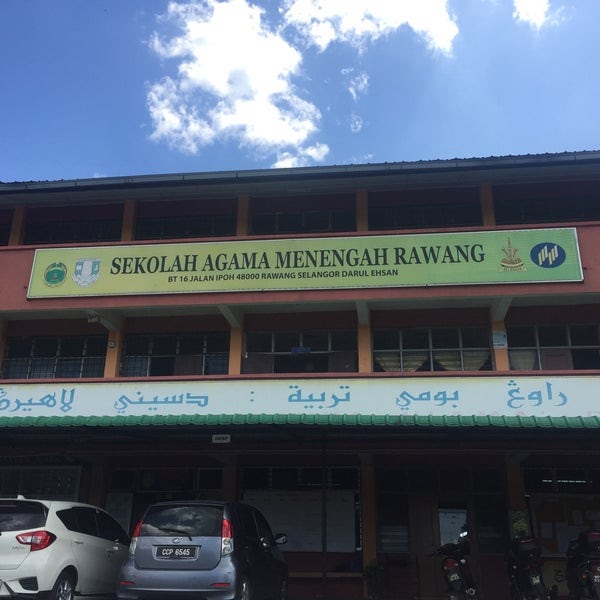 SEKOLAH AGAMA MENENGAH RAWANG
BT 16 JALAN IPOH 48000 RAWANG SELANGOR DARUL EHSAN
راوڠ بومي تربية : دسيني لاهيرڽ
CCP 6545